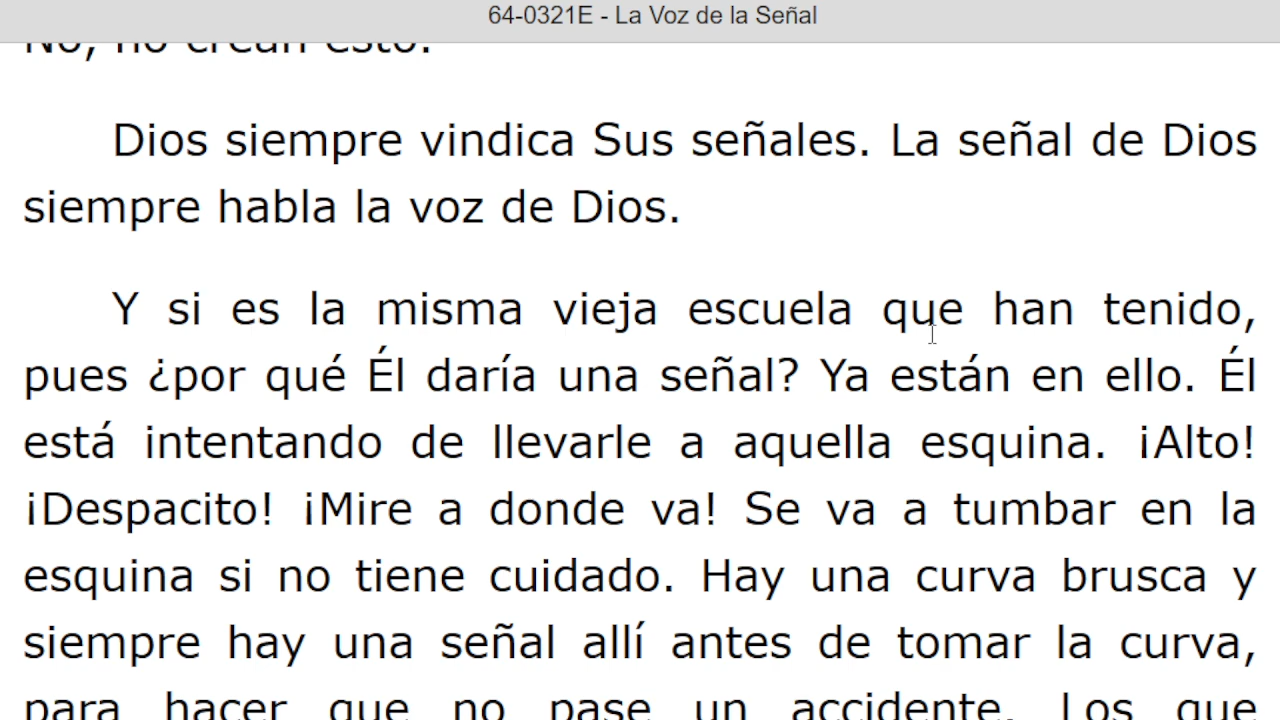 64-0321E - La Voz de la Señal
No, no crean esto.
Dios siempre vindica Sus señales. La señal de Dios
siempre habla la voz de Dios.
Y si es la misma vieja escuela que han tenido,
pues ¿por qué Él daría una señal? Ya están en ello. Él
está intentando de llevarle a aquella esquina. ¡Alto!
¡Despacito! ¡Mire a donde va! Se va a tumbar en la
esquina si no tiene cuidado. Hay una curva brusca y
siempre hay una señal allí antes de tomar la curva,
para hacer que no pase un accidente. Los que